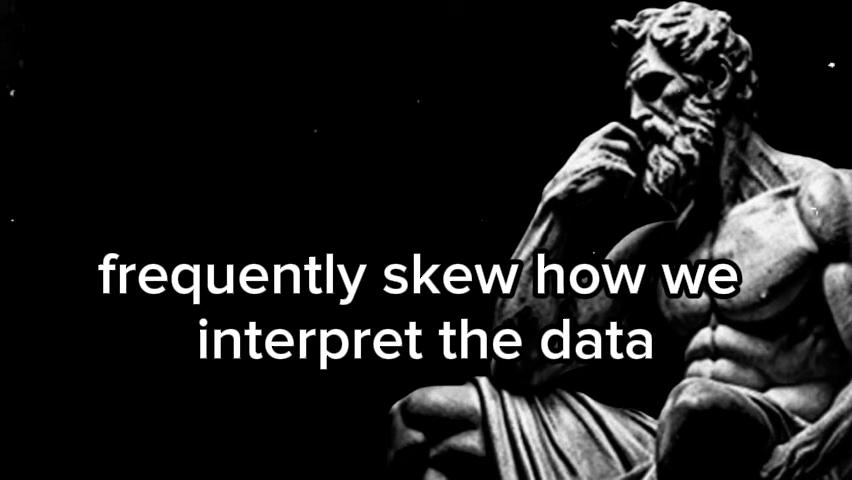 frequently skew how we
interpret the data